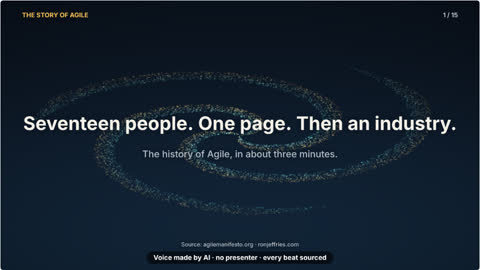 THE STORY OF AGILE
1 / 15
Seventeen people. One page. Then an industry.
The history of Agile, in about three minutes.
Source: agilemanifesto.org · ronjeffries.com
Voice made by AI · no presenter · every beat sourced